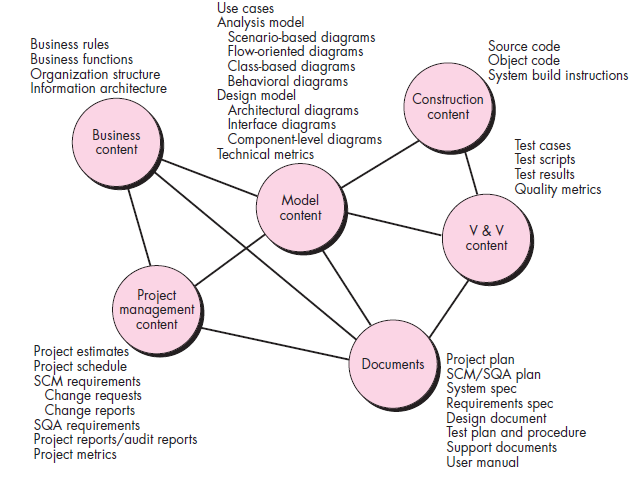 Use cases
Analysis model
Scenario-based diagrams
Flow-oriented diagrams
Class-based diagrams
Behavioral diagrams
Design model
Architectural diagrams
Interface diagrams
Component-level diagrams
Technical metrics
Business rules
Business functions
Organization structure
Information architecture
Source code
Object code
System build instructions
Business
content
Construction
content
Test cases
Test scripts
Test results
Quality metrics
Model
content
V & V
content
Project
management
content
Documents
Project estimates
Project schedule
SCM requirements
Change requests
Change reports
SQA requirements
Project reports/audit reports
Project metrics
Project plan
SCM/SQA plan
System spec
Requirements spec
Design document
Test plan and procedure
Support documents
User manual